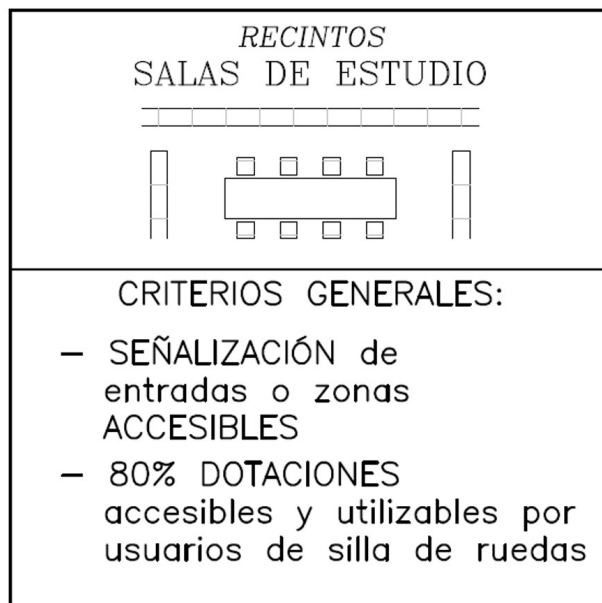 RECINTOS
SALAS DE ESTUDIO
CRITERIOS GENERALES:
– SEÑALIZACIÓN de
entradas o zonas
ACCESIBLES
– 80% DOTACIONES
accesibles y utilizables por
usuarios de silla de ruedas